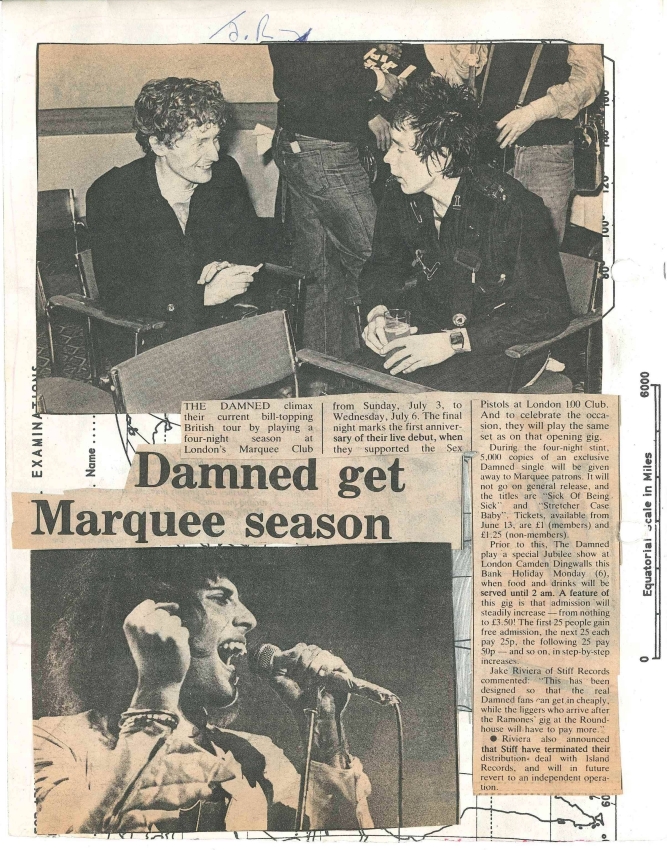 THE DAMNED climax
their current bill-topping
British tour by playing a
four-night season at
London's Marquee Club
from Sunday, July 3, to
Wednesday, July 6. The final
night marks the first anniver-
sary of their live debut, when
they supported the Sex
Pistols at London 100 Club.
And to celebrate the occa-
sion, they will play the same
set as on that opening gig.
During the four-night stint,
5,000 copies of an exclusive
Damned single will be given
away to Marquee patrons. It will
not go on general release, and
the titles are "Sick Of Being
Sick" and "Stretcher Case
Baby". Tickets, available from
June 13, are £1 (members) and
£1.25 (non-members).
Prior to this, The Damned
play a special Jubilee show at
London Camden Dingwalls this
Bank Holiday Monday (6),
when food and drinks will be
served until 2 am. A feature of
this gig is that admission will
steadily increase — from nothing
to £3.50! The first 25 people gain
free admission, the next 25 each
pay 25p, the following 25 pay
50p — and so on, in step-by-step
increases.
Jake Riviera of Stiff Records
commented: "This has been
designed so that the real
Damned fans can get in cheaply,
while the liggers who arrive after
the Ramones' gig at the Round-
house will have to pay more."
● Riviera also announced
that Stiff have terminated their
distribution deal with Island
Records, and will in future
revert to an independent opera-
tion.
Damned get
Marquee season
EXAMINATIONS
Name
160
140
120
100°
80°
6000
Equatorial Scale in Miles
0
60